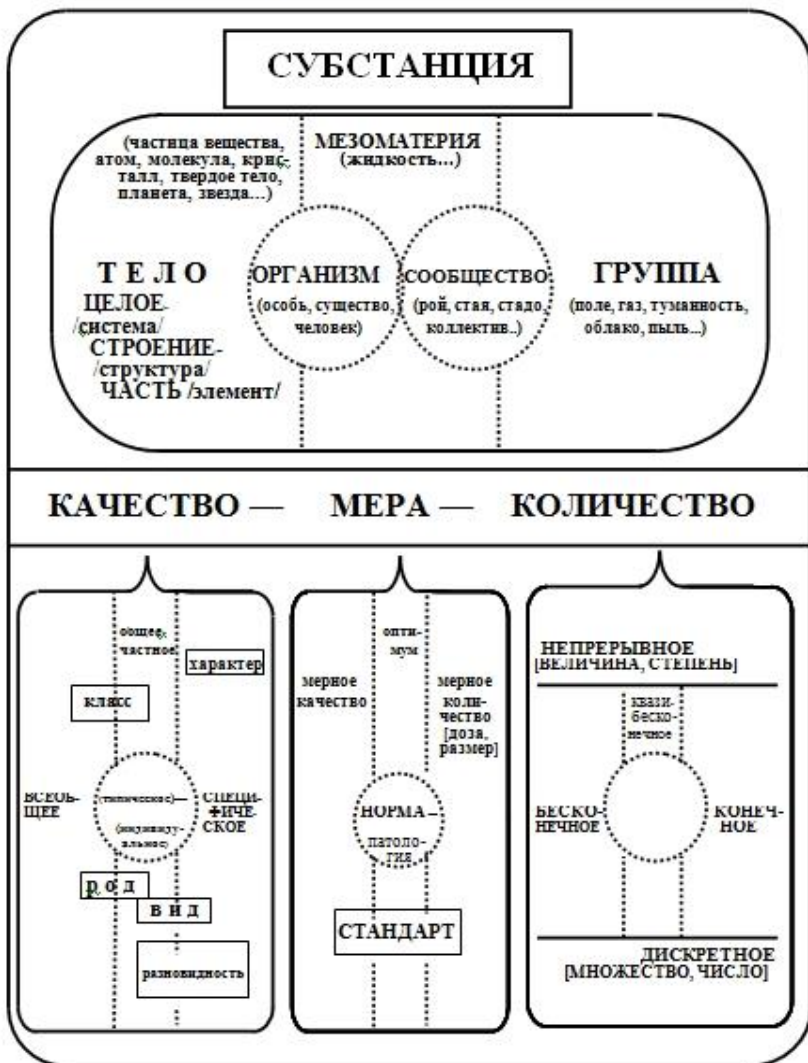 СУБСТАНЦИЯ
(частица вещества,
атом, молекула, крис-
талл, твердое тело,
планета, звезда...)
МЕЗОМАТЕРИЯ
(жидкость...)
ТЕЛО
ЦЕЛОЕ-
/система/
СТРОЕНИЕ-
/структура/
ЧАСТЬ /элемент/
ОРГАНИЗМ
(особь, существо,
человек)
СООБЩЕСТВО
(рой, стая, стадо,
коллектив..)
ГРУППА
(поле, газ, туманность,
облако, пыль...)
КАЧЕСТВО — МЕРА — КОЛИЧЕСТВО
общее,
частное
характер
класс
ВСЕОБ-
ЩЕЕ
(типическое)—
(индивиду-
альное)
СПЕЦИ-
ФИЧЕ-
СКОЕ
род
вид
разновидность
опти-
мум
мерное
качество
мерное
коли-
чество
[доза,
размер]
НОРМА –
патоло-
гия
СТАНДАРТ
НЕПРЕРЫВНОЕ
[ВЕЛИЧИНА, СТЕПЕНЬ]
квази-
беско-
нечное
БЕСКО-
НЕЧНОЕ
КОНЕЧ-
НОЕ
ДИСКРЕТНОЕ
[МНОЖЕСТВО, ЧИСЛО]